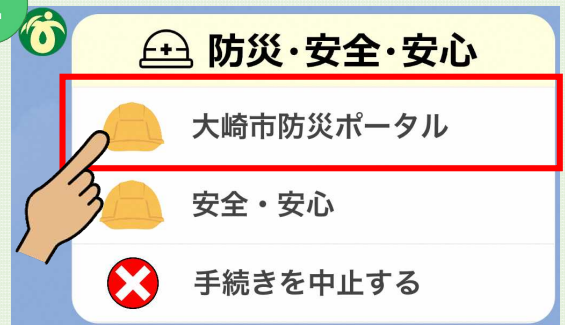 防災・安全・安心
大崎市防災ポータル
安全・安心
手続きを中止する